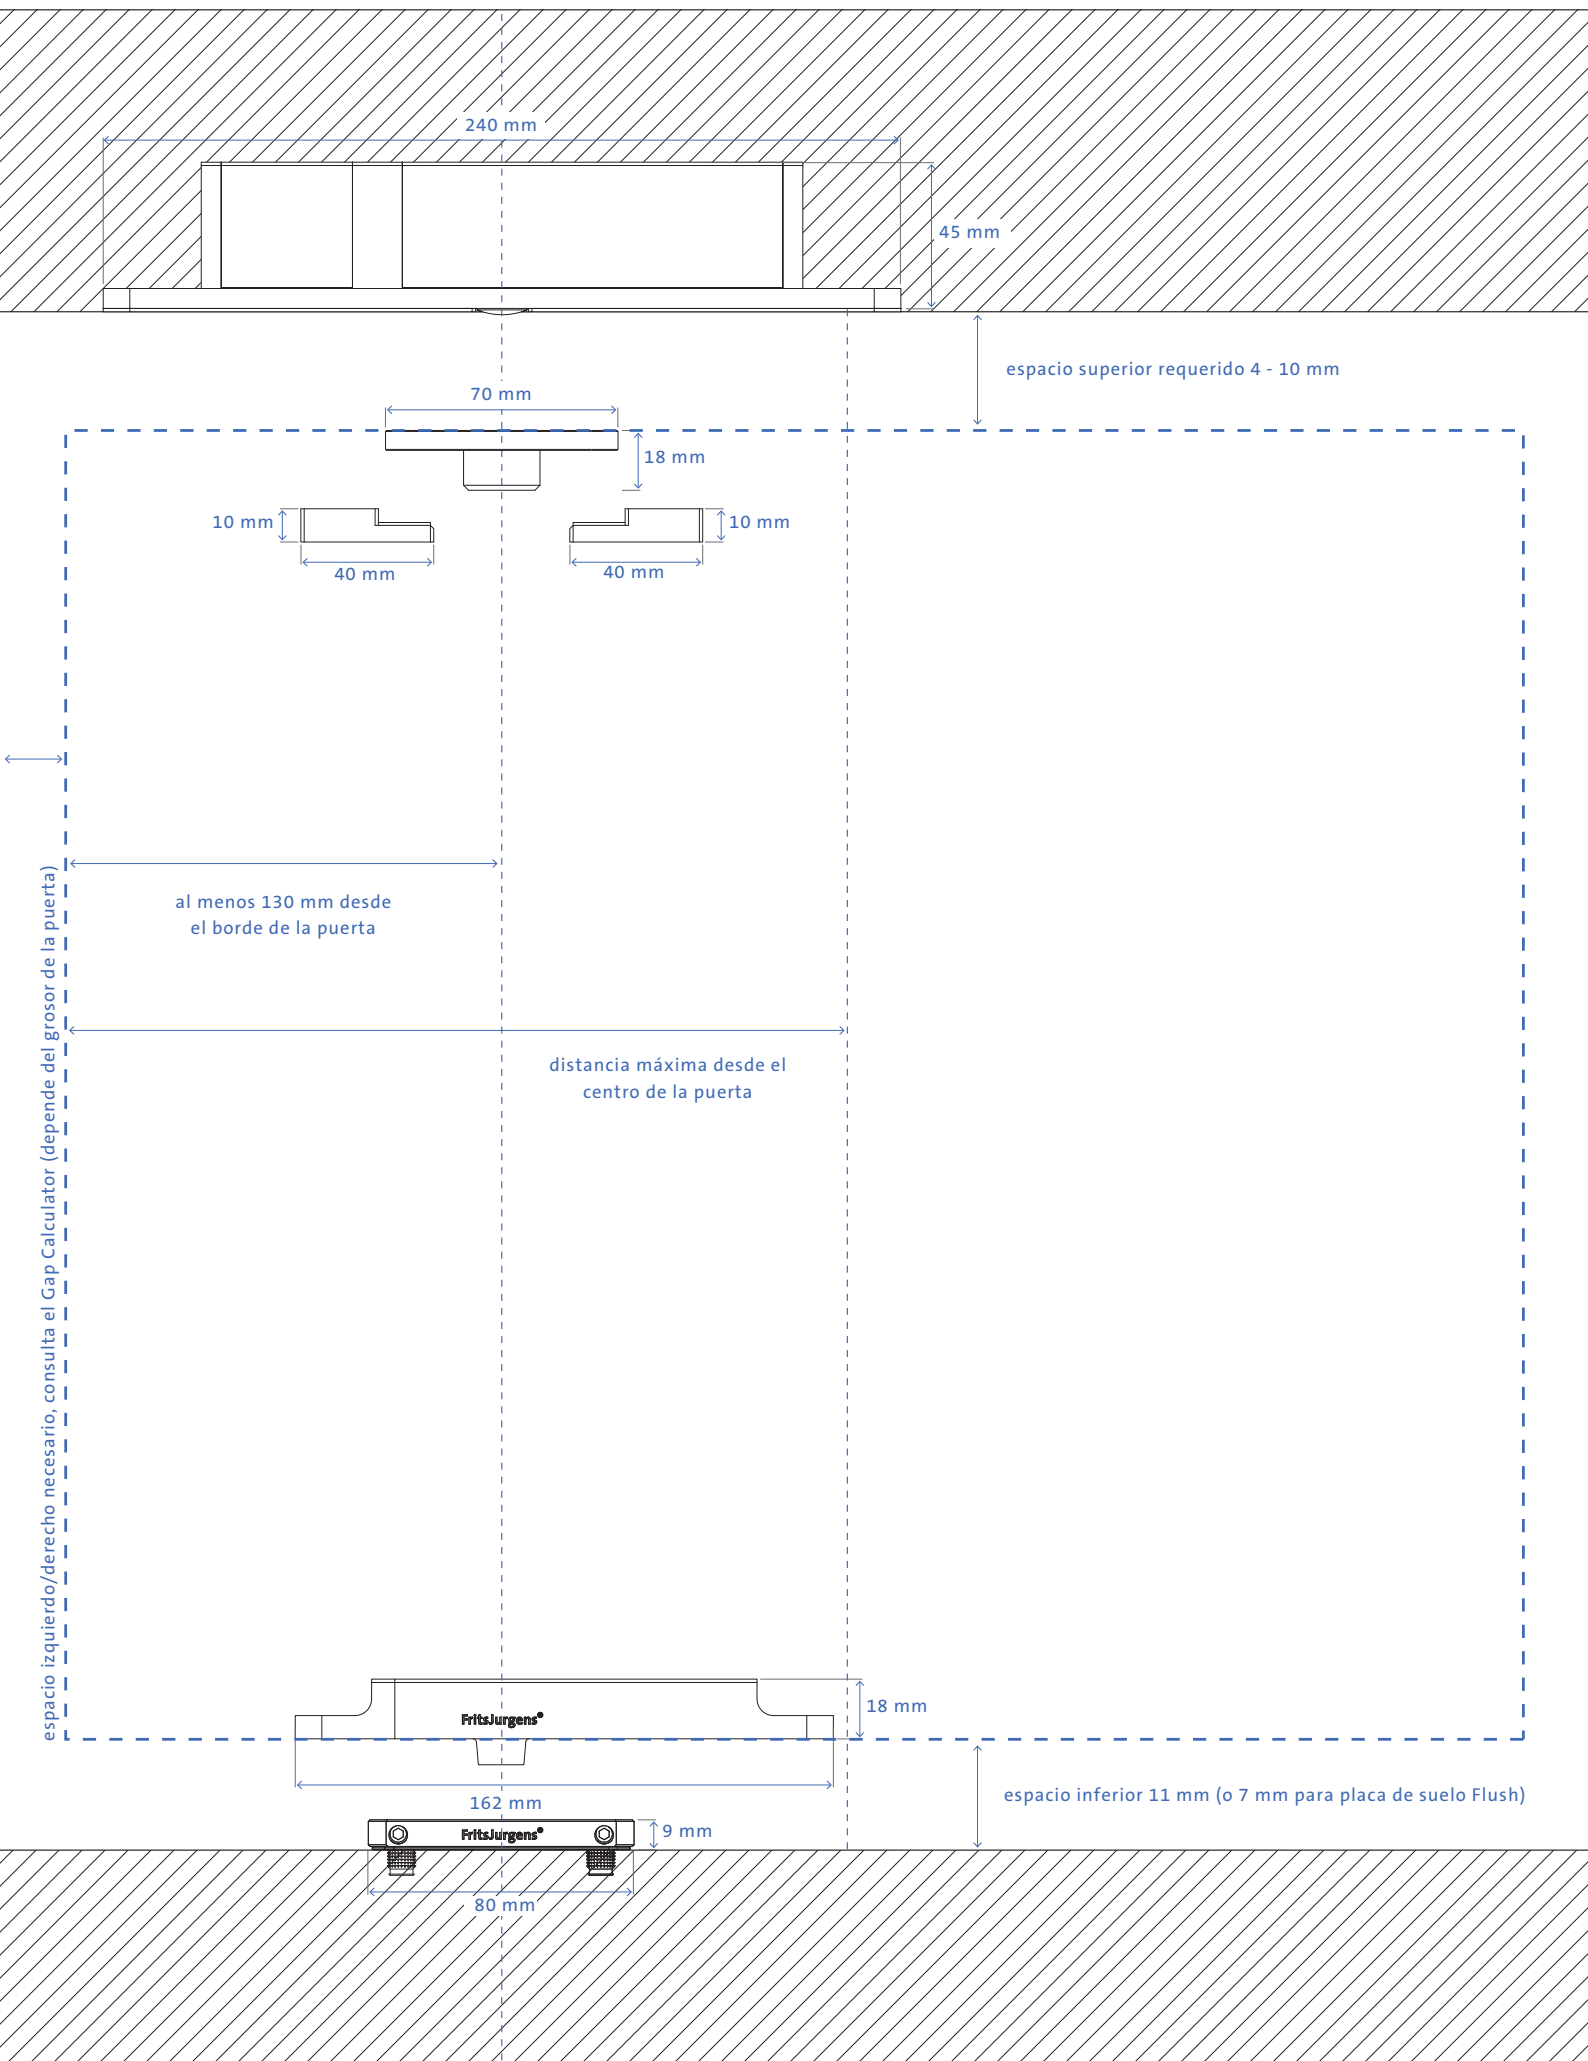 240 mm
45 mm
espacio superior requerido 4 - 10 mm
70 mm
18 mm
10 mm
10 mm
40 mm
40 mm
al menos 130 mm desde
el borde de la puerta
distancia máxima desde el
centro de la puerta
espacio izquierdo/derecho necesario, consulta el Gap Calculator (depende del grosor de la puerta)
18 mm
FritsJurgens®
espacio inferior 11 mm (o 7 mm para placa de suelo Flush)
162 mm
FritsJurgens®
9 mm
80 mm